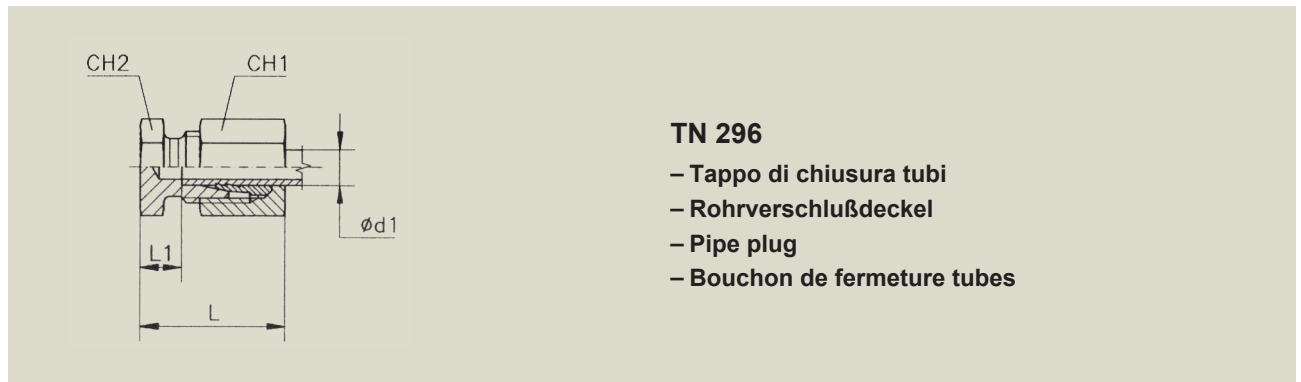 CH2
CH1
ød1
L1
L
TN 296
– Tappo di chiusura tubi
– Rohrverschlußdeckel
– Pipe plug
– Bouchon de fermeture tubes